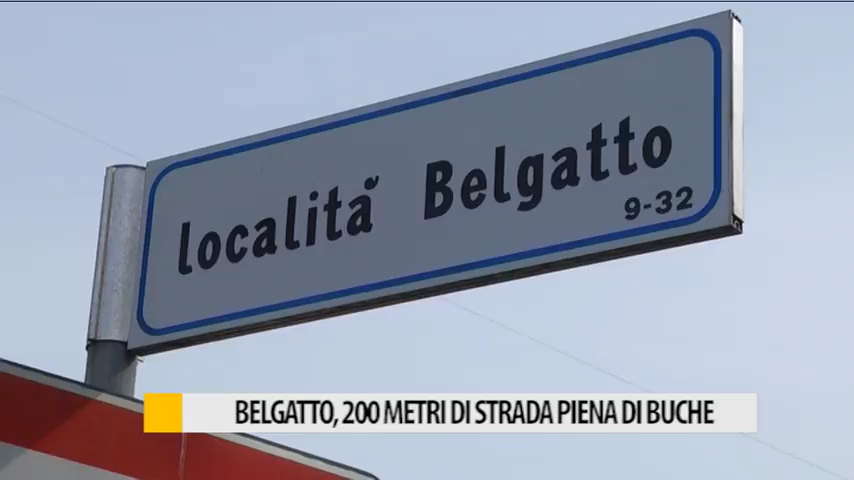 località Belgatto
9-32
BELGATTO, 200 METRI DI STRADA PIENA DI BUCHE